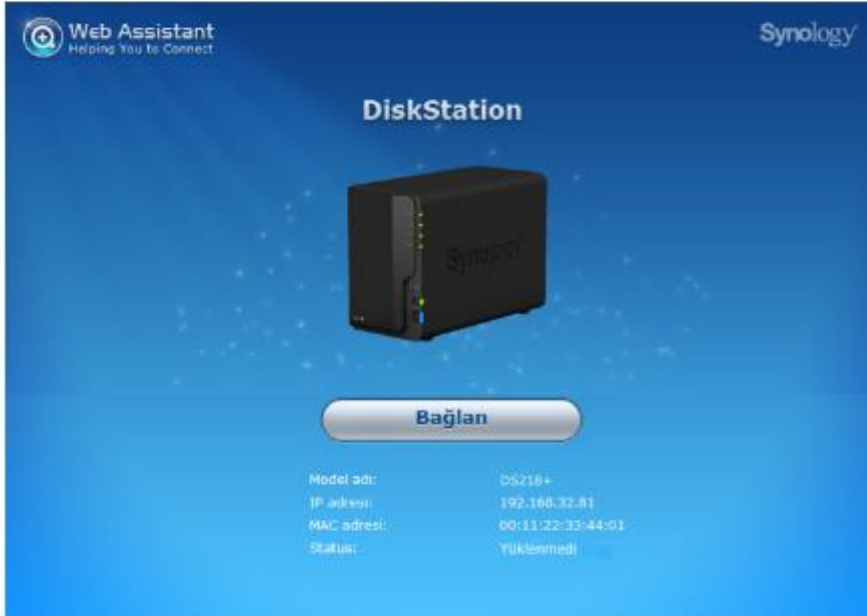 Web Assistant
Helping You to Connect
Synology
DiskStation
Synology
Bağlan
Model adı: DS218+
IP adresi: 192.168.32.81
MAC adresi: 00:11:22:33:44:01
Status: Yüklenmedi